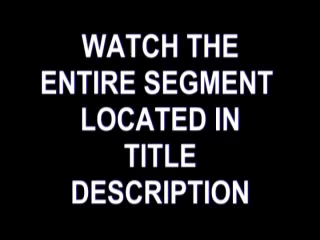 WATCH THE
ENTIRE SEGMENT
LOCATED IN
TITLE
DESCRIPTION